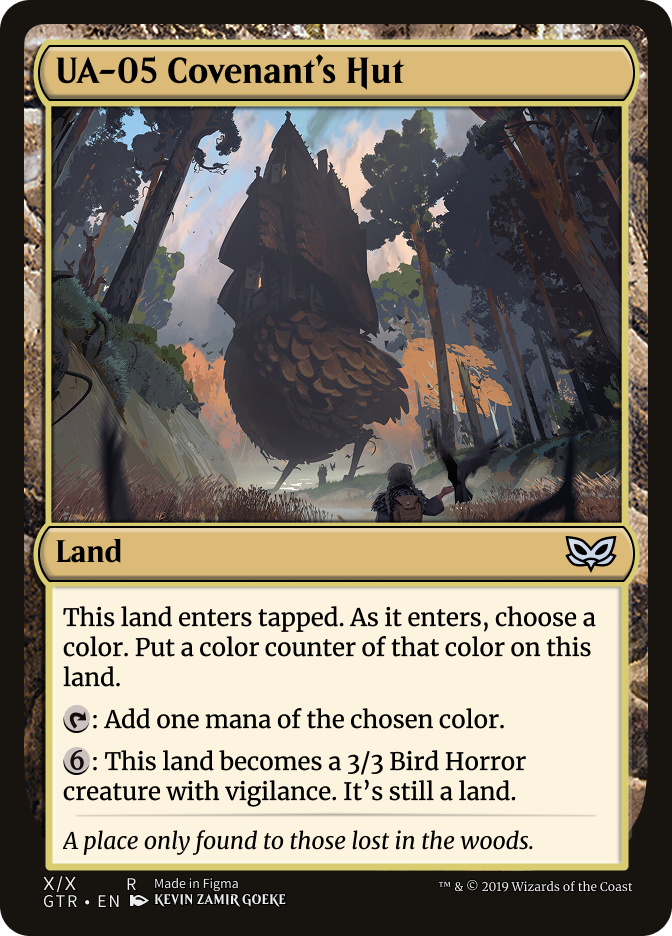 UA-05 Covenant's Hut
Land
This land enters tapped. As it enters, choose a
color. Put a color counter of that color on this
land.
: Add one mana of the chosen color.
6: This land becomes a 3/3 Bird Horror
creature with vigilance. It's still a land.
A place only found to those lost in the woods.
X/X R Made in Figma
™ & © 2019 Wizards of the Coast
GTR • EN KEVIN ZAMIR GOEKE